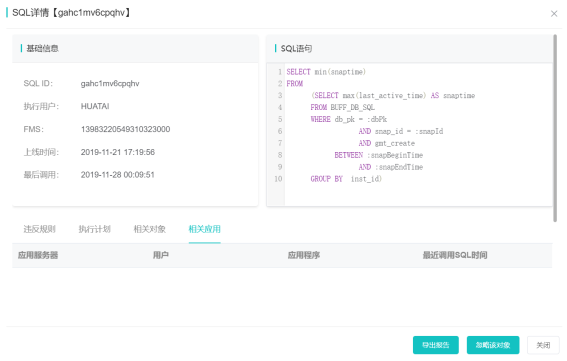 SQL详情【gahc1mv6cpqhv】
基础信息
SQL ID: gahc1mv6cpqhv
执行用户: HUATAI
FMS: 13983220549310323000
上线时间: 2019-11-21 17:19:56
最后调用: 2019-11-28 00:09:51
SQL语句
1 SELECT min(snaptime)
2 FROM
3 (SELECT max(last_active_time) AS snaptime
4 FROM BUFF_DB_SQL
5 WHERE db_pk = :dbPk
6 AND snap_id = :snapId
7 AND gmt_create
8 BETWEEN :snapBeginTime
9 AND :snapEndTime
10 GROUP BY inst_id)
违反规则 执行计划 相关对象 相关应用
应用服务器 用户 应用程序 最近调用SQL时间
导出报告 忽略该对象 关闭